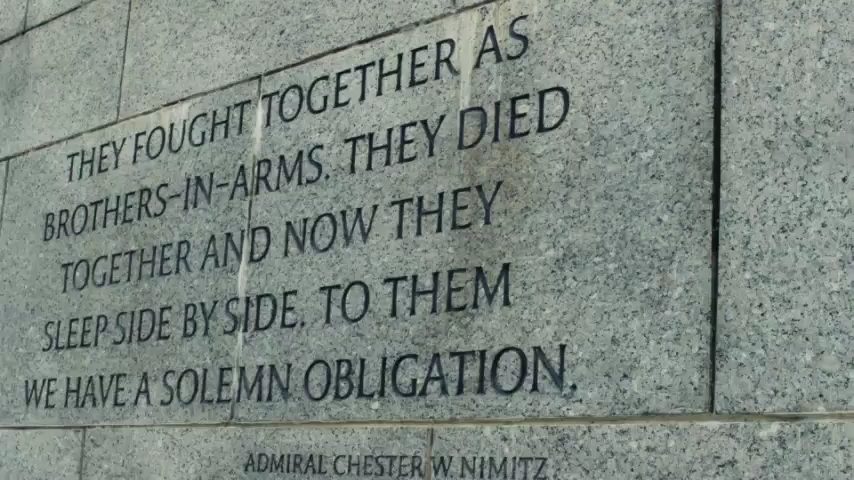 THEY FOUGHT TOGETHER AS
BROTHERS-IN-ARMS. THEY DIED
TOGETHER AND NOW THEY
SLEEP SIDE BY SIDE. TO THEM
WE HAVE A SOLEMN OBLIGATION.
ADMIRAL CHESTER W. NIMITZ